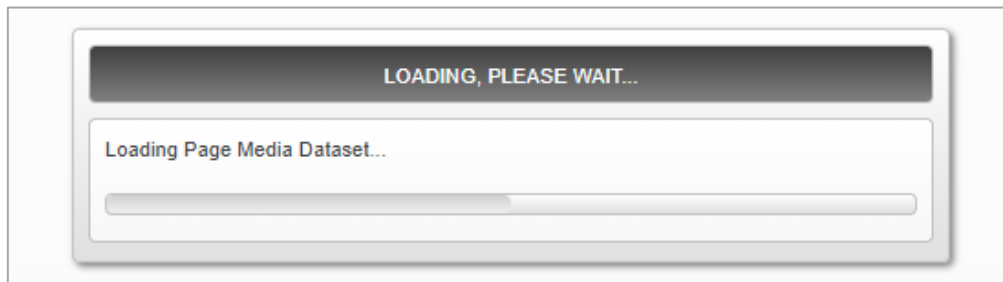 LOADING, PLEASE WAIT...
Loading Page Media Dataset...